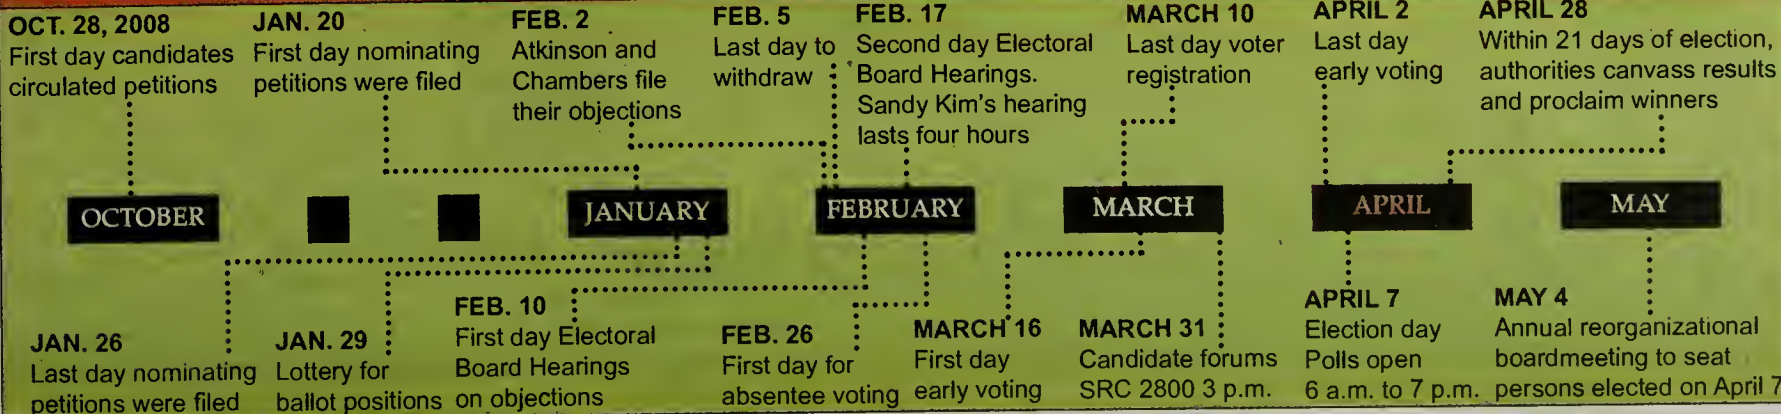 OCT. 28, 2008
First day candidates
circulated petitions
JAN. 20
First day nominating
petitions were filed
FEB. 2
Atkinson and
Chambers file
their objections
FEB. 5
Last day to
withdraw
FEB. 17
Second day Electoral
Board Hearings.
Sandy Kim's hearing
lasts four hours
MARCH 10
Last day voter
registration
APRIL 2
Last day
early voting
APRIL 28
Within 21 days of election,
authorities canvass results
and proclaim winners
OCTOBER
JANUARY
FEBRUARY
MARCH
APRIL
MAY
JAN. 26
Last day nominating
petitions were filed
JAN. 29
Lottery for
ballot positions
FEB. 10
First day Electoral
Board Hearings
on objections
FEB. 26
First day for
absentee voting
MARCH 16
First day
early voting
MARCH 31
Candidate forums
SRC 2800 3 p.m.
APRIL 7
Election day
Polls open
6 a.m. to 7 p.m.
MAY 4
Annual reorganizational
boardmeeting to seat
persons elected on April 7